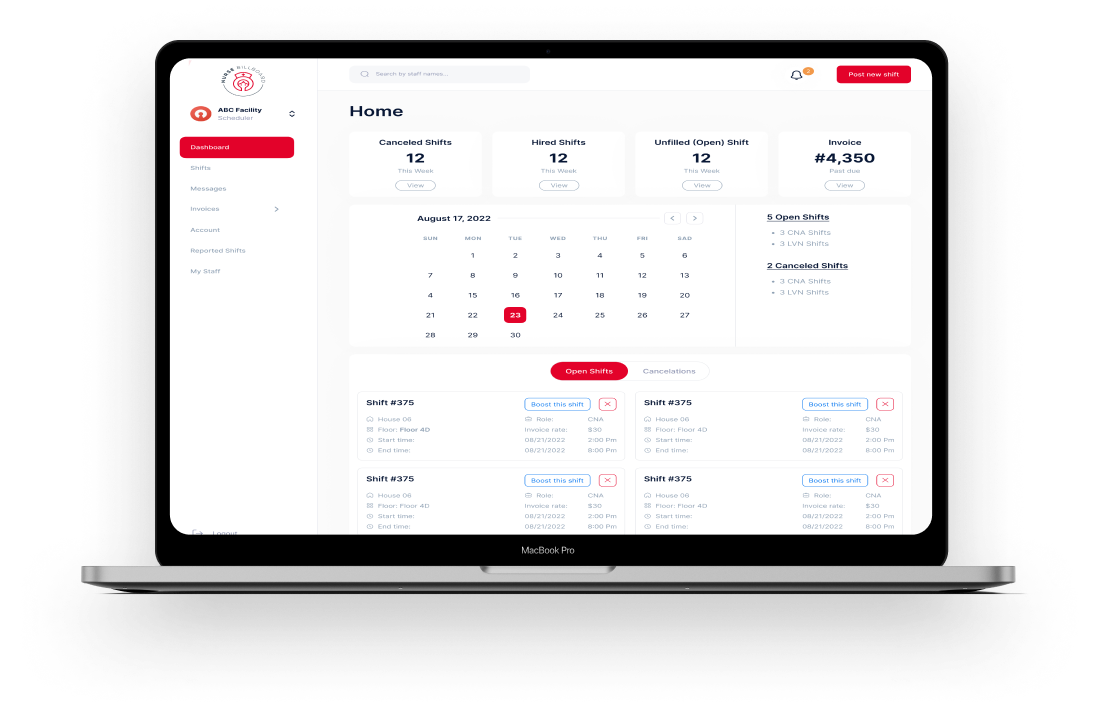 NURSE BILLBOARD
ABC Facility
Scheduler
Dashboard
Shifts
Messages
Invoices
Account
Reported Shifts
My Staff
Logout
Search by staff names...
Post new shift
Home
Canceled Shifts
12
This Week
View
Hired Shifts
12
This Week
View
Unfilled (Open) Shift
12
This Week
View
Invoice
#4,350
Past due
View
August 17, 2022
SUN MON TUE WED THU FRI SAD
1 2 3 4 5 6
7 8 9 10 11 12 13
4 15 16 17 18 19 20
21 22 23 24 25 26 27
28 29 30
5 Open Shifts
• 3 CNA Shifts
• 3 LVN Shifts
2 Canceled Shifts
• 3 CNA Shifts
• 3 LVN Shifts
Open Shifts Cancelations
Shift #375 Boost this shift
House 06 Role: CNA
Floor: Floor 4D Invoice rate: $30
Start time: 08/21/2022 2:00 Pm
End time: 08/21/2022 8:00 Pm
Shift #375 Boost this shift
House 06 Role: CNA
Floor: Floor 4D Invoice rate: $30
Start time: 08/21/2022 2:00 Pm
End time: 08/21/2022 8:00 Pm
Shift #375 Boost this shift
House 06 Role: CNA
Floor: Floor 4D Invoice rate: $30
Start time: 08/21/2022 2:00 Pm
End time: 08/21/2022 8:00 Pm
Shift #375 Boost this shift
House 06 Role: CNA
Floor: Floor 4D Invoice rate: $30
Start time: 08/21/2022 2:00 Pm
End time: 08/21/2022 8:00 Pm
MacBook Pro